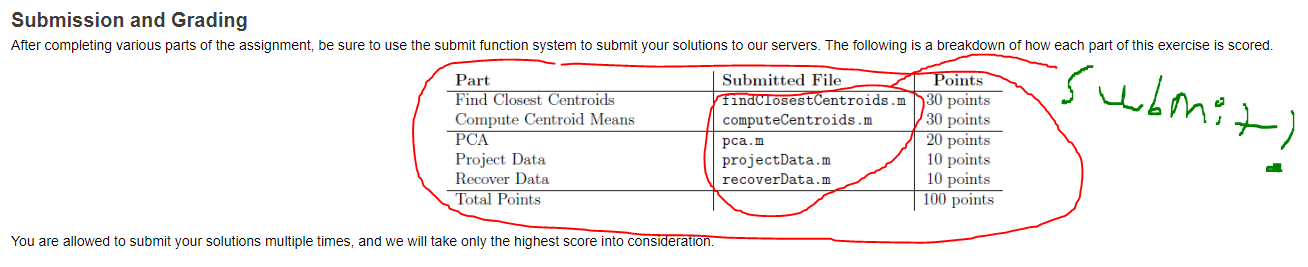 Submission and Grading
After completing various parts of the assignment, be sure to use the submit function system to submit your solutions to our servers. The following is a breakdown of how each part of this exercise is scored.
Part Submitted File Points
Find Closest Centroids findClosestCentroids.m 30 points
Compute Centroid Means computeCentroids.m 30 points
PCA pca.m 20 points
Project Data projectData.m 10 points
Recover Data recoverData.m 10 points
Total Points 100 points
submit!
You are allowed to submit your solutions multiple times, and we will take only the highest score into consideration.